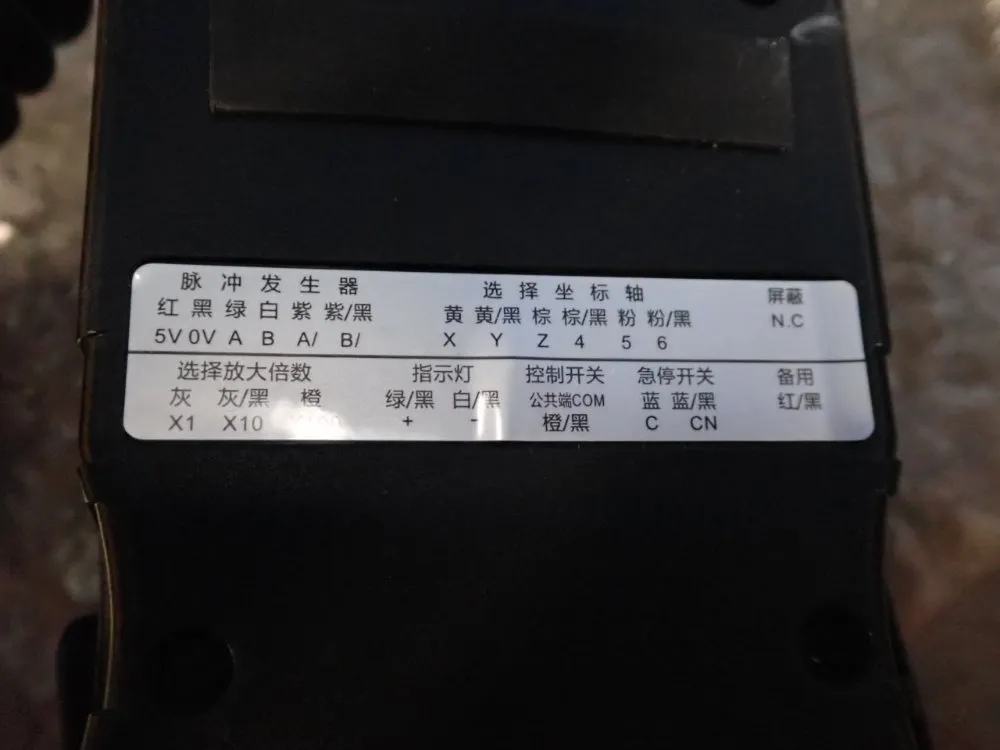 脉冲发生器 选择坐标轴 屏蔽
红 黑 绿 白 紫 紫/黑 黄 黄/黑 棕 棕/黑 粉 粉/黑 N.C
5V 0V A B A/ B/ X Y Z 4 5 6
选择放大倍数 指示灯 控制开关 急停开关 备用
灰 灰/黑 橙 绿/黑 白/黑 公共端COM 蓝 蓝/黑 红/黑
X1 X10 + - 橙/黑 C CN